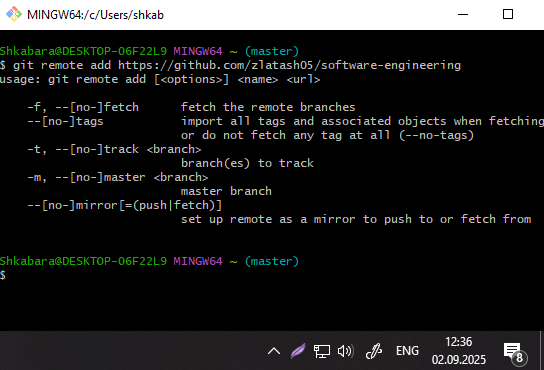 MINGW64:/c/Users/shkab
Shkabara@DESKTOP-O6F22L9 MINGW64 ~ (master)
$ git remote add https://github.com/zlatash05/software-engineering
usage: git remote add [<options>] <name> <url>
-f, --[no-]fetch fetch the remote branches
--[no-]tags import all tags and associated objects when fetching
or do not fetch any tag at all (--no-tags)
-t, --[no-]track <branch>
branch(es) to track
-m, --[no-]master <branch>
master branch
--[no-]mirror[=(push|fetch)]
set up remote as a mirror to push to or fetch from
Shkabara@DESKTOP-O6F22L9 MINGW64 ~ (master)
$
ENG
12:36
02.09.2025
8